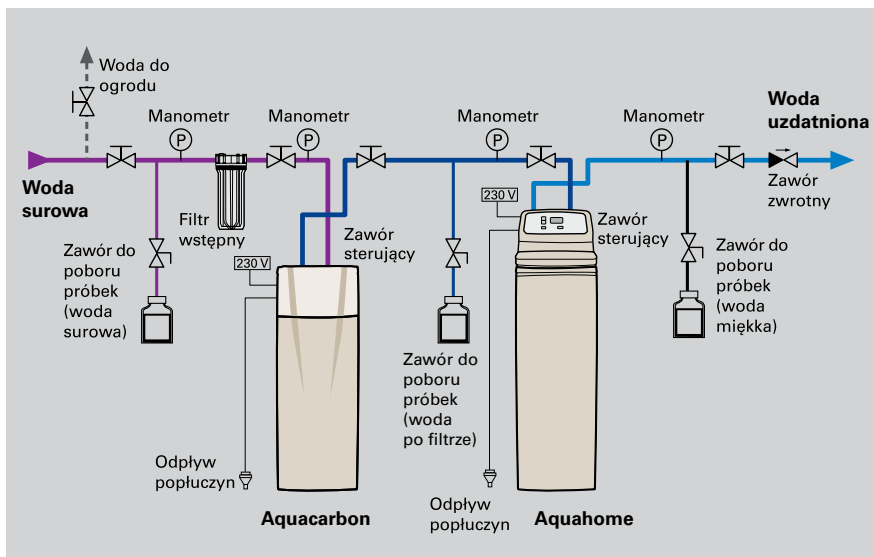 Woda do
ogrodu
Manometr
Manometr
Manometr
Manometr
Woda
uzdatniona
P
P
P
P
Woda
surowa
Filtr
wstępny
Zawór
zwrotny
230 V
Zawór
sterujący
230 V
Zawór
sterujący
Zawór do
poboru
próbek
(woda
surowa)
Zawór do
poboru
próbek
(woda
miękka)
Zawór do
poboru
próbek
(woda
po filtrze)
Odpływ
popłuczyn
Odpływ
popłuczyn
Aquacarbon
Aquahome